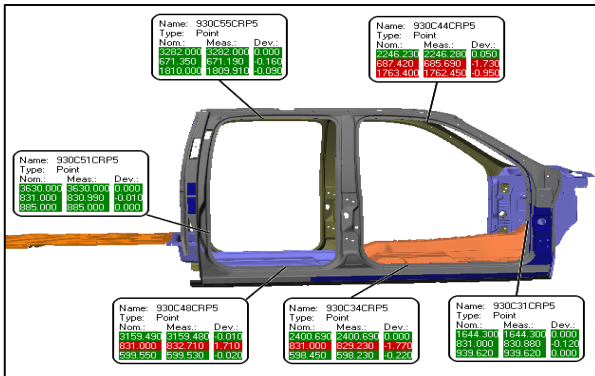 Name: 930C55CRP5
Type: Point
Nom.: Meas.: Dev.:
3282.000 3282.000 0.000
671.350 671.190 -0.160
1810.000 1809.910 -0.090
Name: 930C44CRP5
Type: Point
Nom.: Meas.: Dev.:
2246.230 2246.280 0.050
687.420 685.690 -1.730
1763.400 1762.450 -0.950
Name: 930C51CRP5
Type: Point
Nom.: Meas.: Dev.:
3630.000 3630.000 0.000
831.000 830.990 -0.010
885.000 885.000 0.000
Name: 930C48CRP5
Type: Point
Nom.: Meas.: Dev.:
3159.490 3159.480 -0.010
831.000 832.710 1.710
599.550 599.530 -0.020
Name: 930C34CRP5
Type: Point
Nom.: Meas.: Dev.:
2400.690 2400.690 0.000
831.000 829.230 -1.770
598.450 598.230 -0.220
Name: 930C31CRP5
Type: Point
Nom.: Meas.: Dev.:
1644.300 1644.300 0.000
831.000 830.880 -0.120
939.620 939.620 0.000